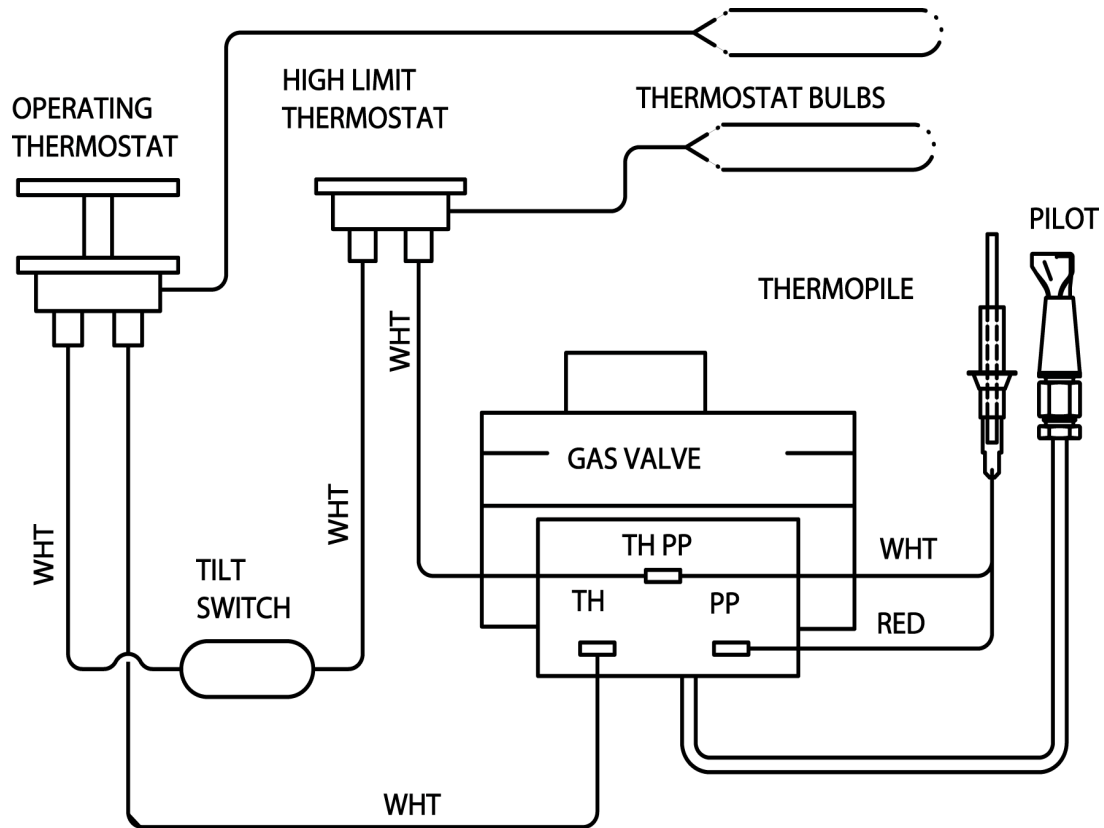 OPERATING
THERMOSTAT
HIGH LIMIT
THERMOSTAT
THERMOSTAT BULBS
PILOT
THERMOPILE
WHT
GAS VALVE
WHT
WHT
TH PP
WHT
TILT
SWITCH
TH
PP
RED
WHT